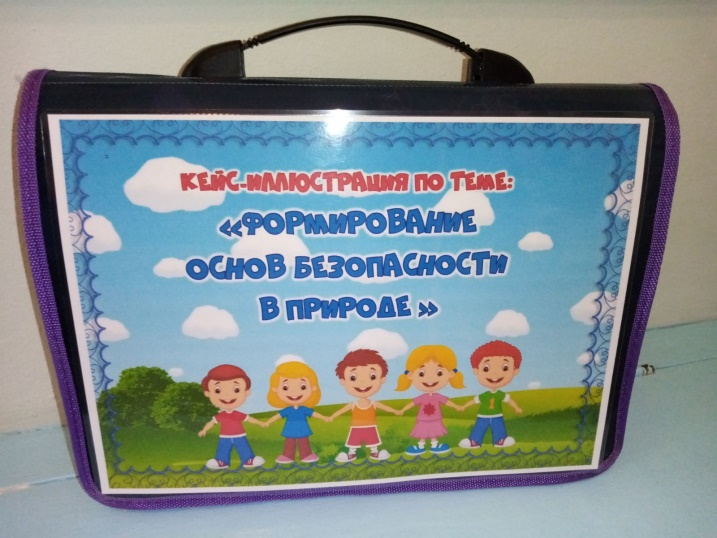 КЕЙС-ИЛЛЮСТРАЦИЯ ПО ТЕМЕ:
«ФОРМИРОВАНИЕ
ОСНОВ БЕЗОПАСНОСТИ
В ПРИРОДЕ »